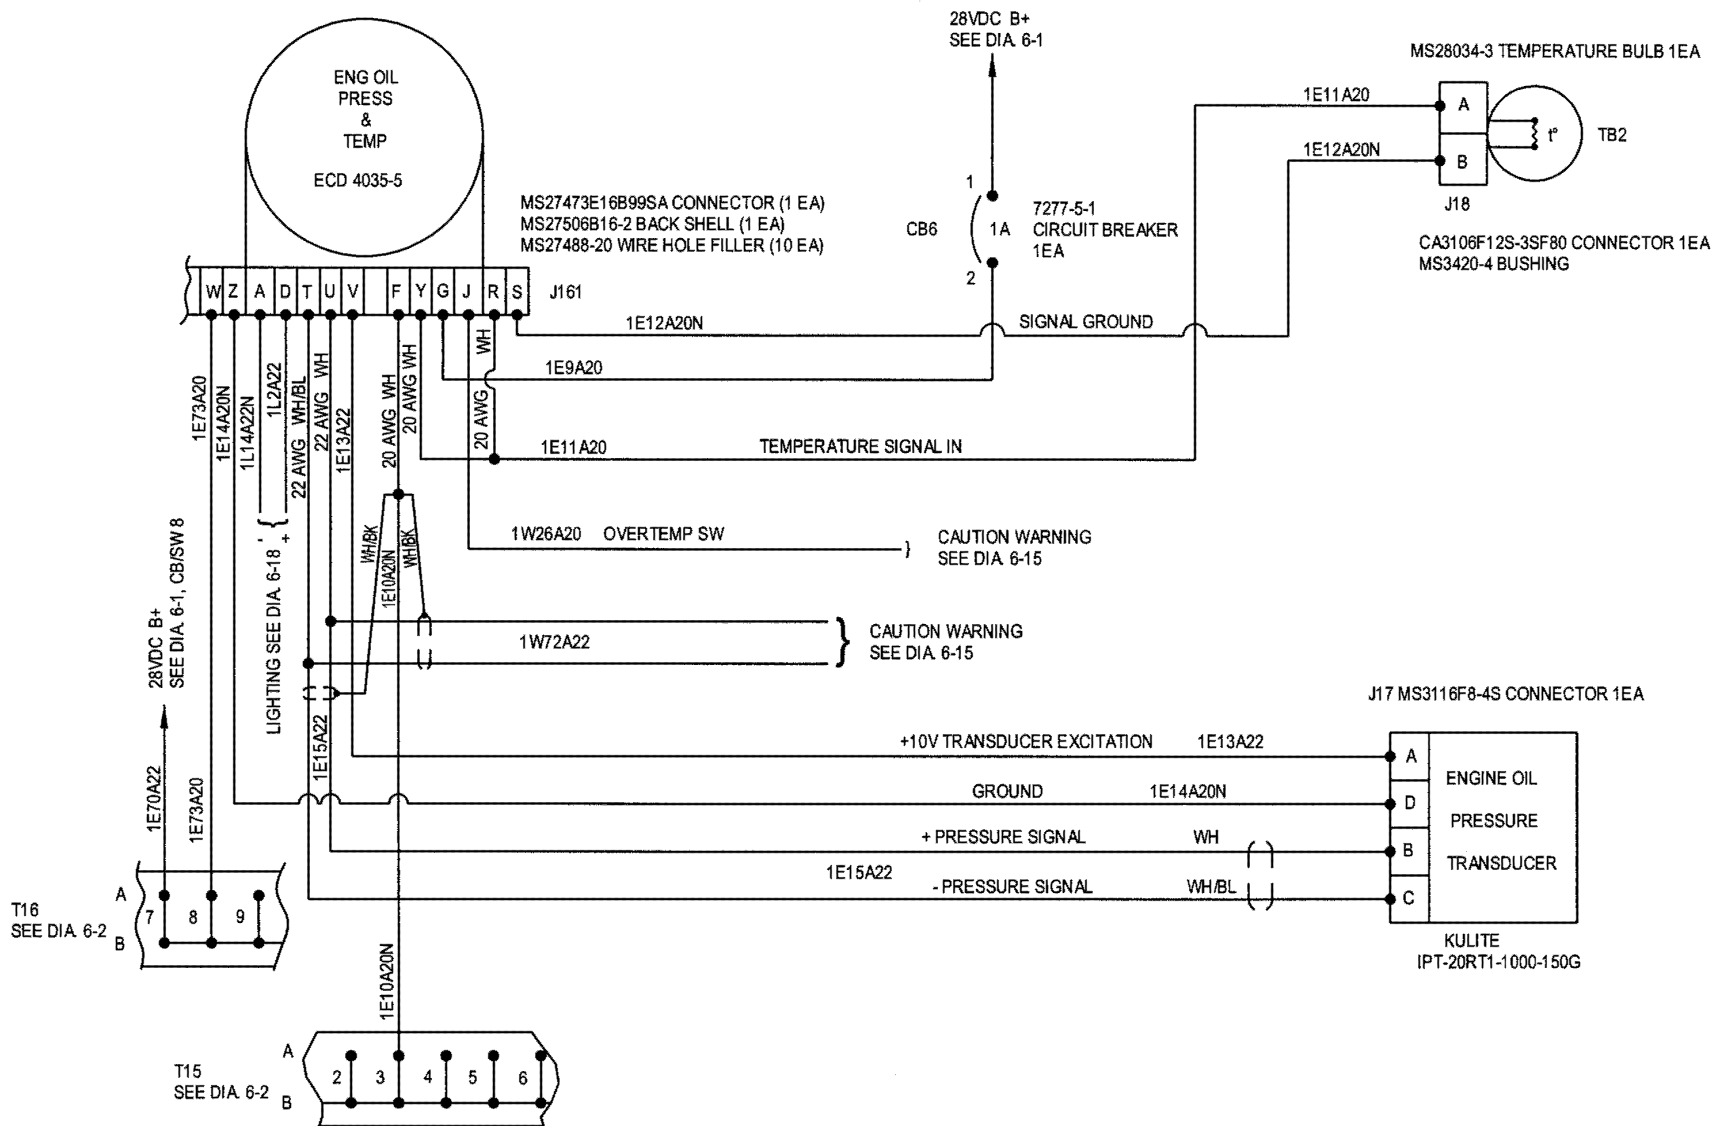 28VDC B+
SEE DIA. 6-1
MS28034-3 TEMPERATURE BULB 1EA
ENG OIL
PRESS
&
TEMP
ECD 4035-5
1E11A20
A
1E12A20N
B
t°
TB2
J18
CA3106F12S-3SF80 CONNECTOR 1EA
MS3420-4 BUSHING
MS27473E16B99SA CONNECTOR (1 EA)
MS27506B16-2 BACK SHELL (1 EA)
MS27488-20 WIRE HOLE FILLER (10 EA)
1
CB6
1A
2
7277-5-1
CIRCUIT BREAKER
1EA
W Z A D T U V F Y G J R S
J161
1E12A20N
SIGNAL GROUND
1E9A20
1E11A20
TEMPERATURE SIGNAL IN
1E73A20
1E14A20N
1L14A22N
1L2A22
22 AWG WH/BL
22 AWG WH
1E13A22
20 AWG WH
20 AWG WH
20 AWG WH
1W26A20 OVERTEMP SW
CAUTION WARNING
SEE DIA. 6-15
WH/BK
1E10A20N
WH/BK
- +
LIGHTING SEE DIA. 6-18
28VDC B+
SEE DIA. 6-1, CB/SW 8
1W72A22
CAUTION WARNING
SEE DIA. 6-15
J17 MS3116F8-4S CONNECTOR 1EA
1E15A22
+10V TRANSDUCER EXCITATION 1E13A22
A
GROUND 1E14A20N
D
+ PRESSURE SIGNAL WH
B
1E15A22
- PRESSURE SIGNAL WH/BL
C
ENGINE OIL
PRESSURE
TRANSDUCER
KULITE
IPT-20RT1-1000-150G
1E70A22
1E73A20
T16
SEE DIA. 6-2
A
7 8 9
B
1E10A20N
T15
SEE DIA. 6-2
A
2 3 4 5 6
B